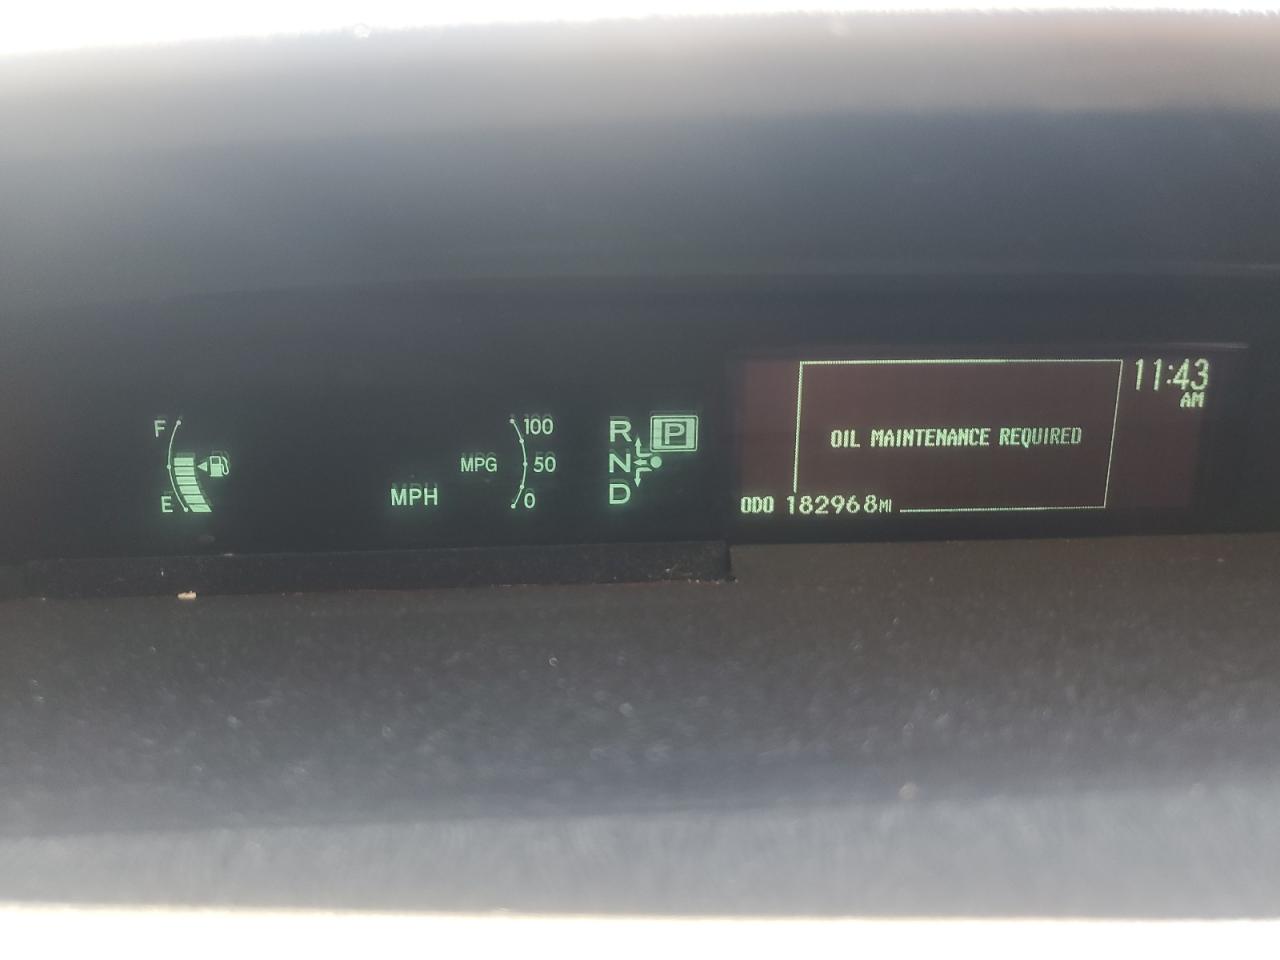 F
E
MPH
MPG
100
50
0
R
N
D
P
11:43
AM
OIL MAINTENANCE REQUIRED
ODO 182968MI